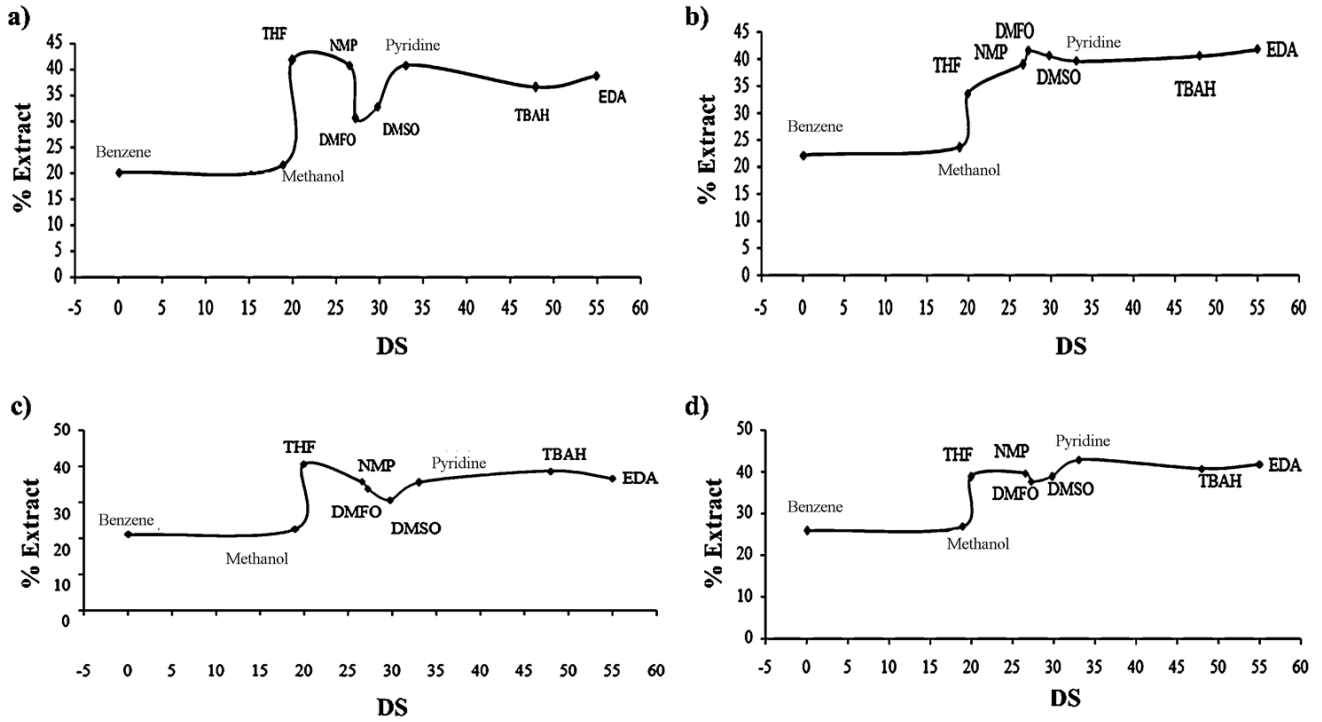 a)
% Extract
45
40
35
30
25
20
15
10
5
0
-5 0 5 10 15 20 25 30 35 40 45 50 55 60
DS
Benzene
Methanol
THF
NMP
DMFO
DMSO
Pyridine
TBAH
EDA
b)
% Extract
45
40
35
30
25
20
15
10
5
0
-5 0 5 10 15 20 25 30 35 40 45 50 55 60
DS
Benzene
Methanol
THF
NMP
DMFO
DMSO
Pyridine
TBAH
EDA
c)
% Extract
50
40
30
20
10
0
-5 0 5 10 15 20 25 30 35 40 45 50 55 60
DS
Benzene
Methanol
THF
NMP
DMFO
DMSO
Pyridine
TBAH
EDA
d)
% Extract
50
40
30
20
10
0
-5 0 5 10 15 20 25 30 35 40 45 50 55 60
DS
Benzene
Methanol
THF
NMP
DMFO
DMSO
Pyridine
TBAH
EDA